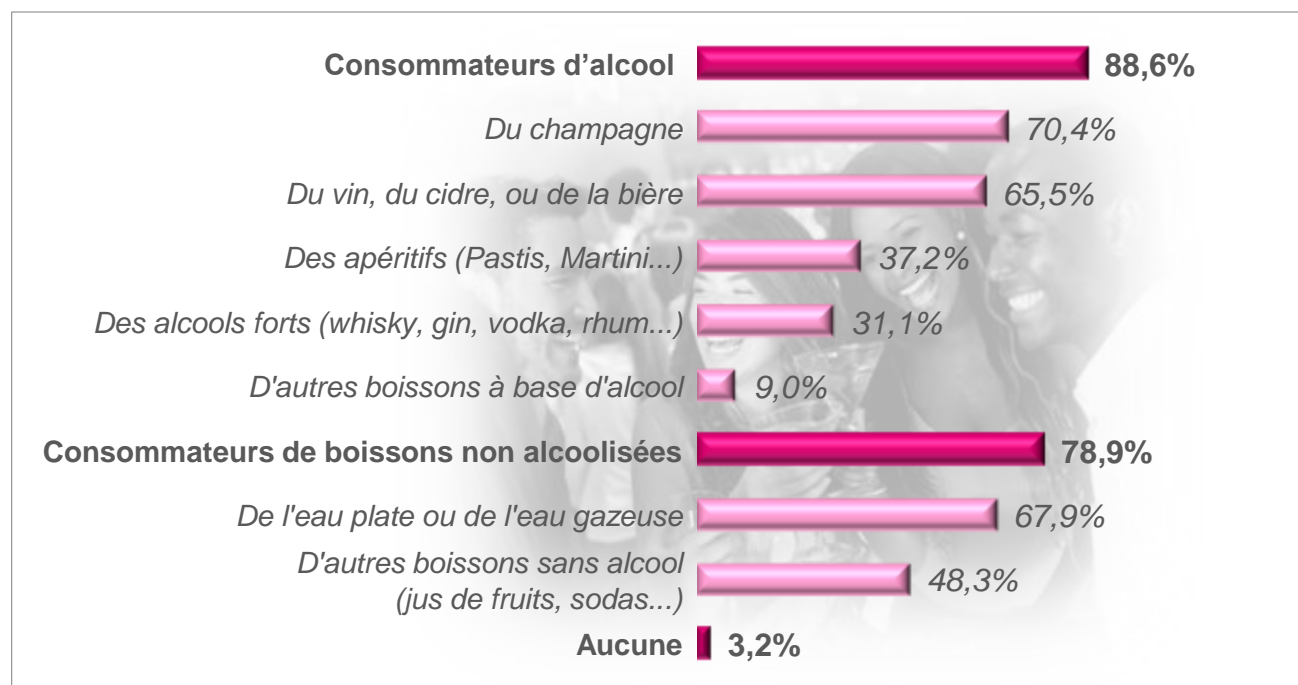 Consommateurs d’alcool 88,6%
Du champagne 70,4%
Du vin, du cidre, ou de la bière 65,5%
Des apéritifs (Pastis, Martini...) 37,2%
Des alcools forts (whisky, gin, vodka, rhum...) 31,1%
D'autres boissons à base d'alcool 9,0%
Consommateurs de boissons non alcoolisées 78,9%
De l'eau plate ou de l'eau gazeuse 67,9%
D'autres boissons sans alcool
(jus de fruits, sodas...) 48,3%
Aucune 3,2%